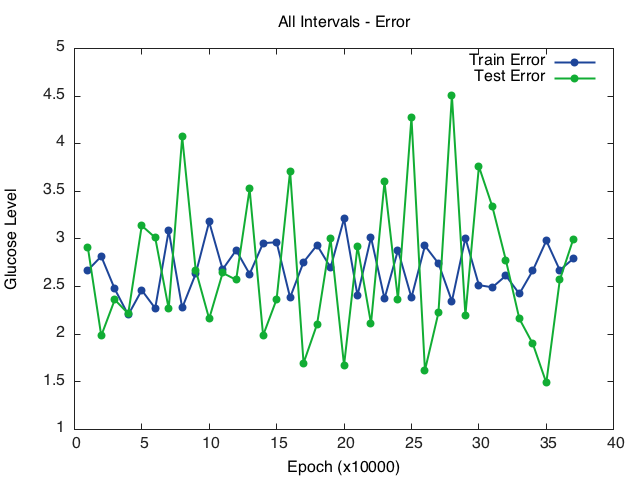 All Intervals - Error
Train Error
Test Error
5
4.5
4
3.5
3
2.5
2
1.5
1
Glucose Level
0 5 10 15 20 25 30 35 40
Epoch (x10000)